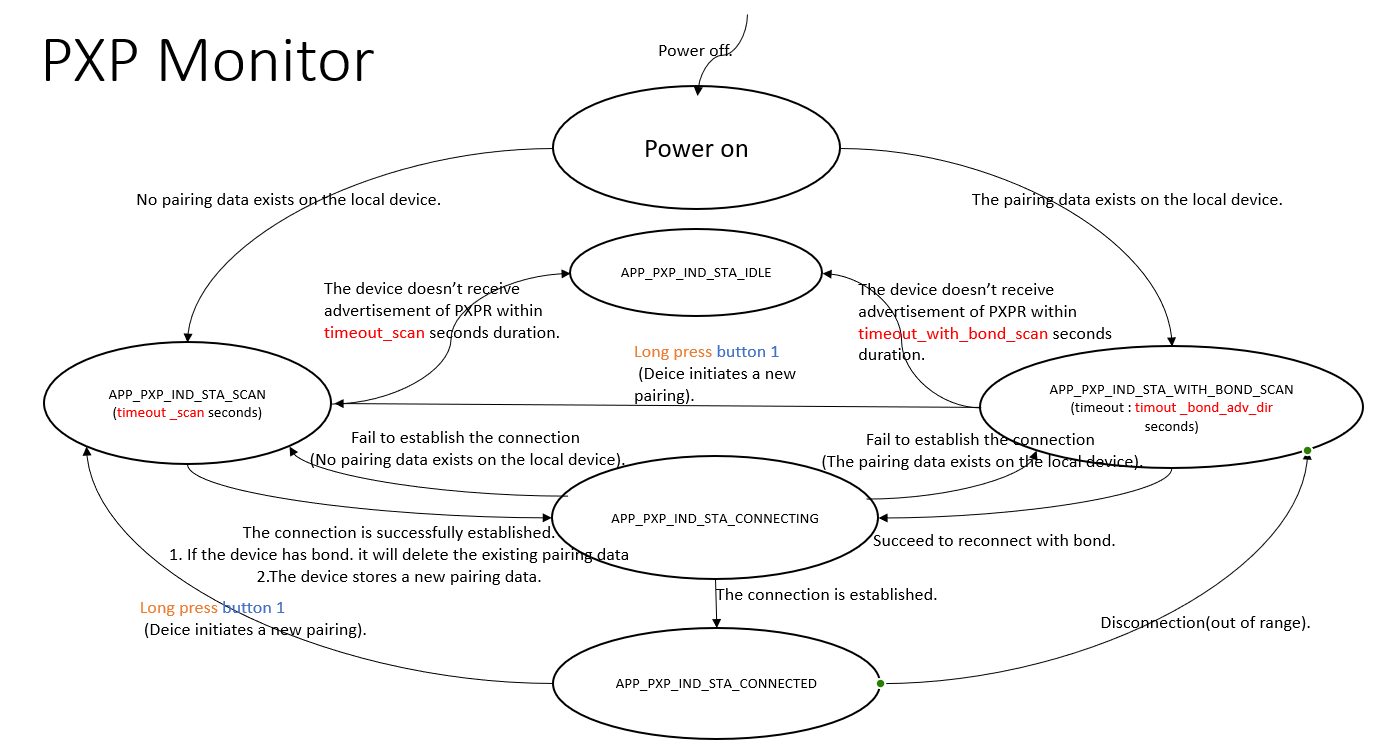 PXP Monitor
Power off.
Power on
No pairing data exists on the local device.
The pairing data exists on the local device.
APP_PXP_IND_STA_IDLE
The device doesn’t receive
advertisement of PXPR within
timeout_scan seconds duration.
The device doesn’t receive
advertisement of PXPR within
timeout_with_bond_scan seconds
duration.
Long press button 1
(Deice initiates a new
pairing).
APP_PXP_IND_STA_SCAN
(timeout _scan seconds)
APP_PXP_IND_STA_WITH_BOND_SCAN
(timeout : timout _bond_adv_dir
seconds)
Fail to establish the connection
(No pairing data exists on the local device).
Fail to establish the connection
(The pairing data exists on the local device).
APP_PXP_IND_STA_CONNECTING
The connection is successfully established.
1. If the device has bond. it will delete the existing pairing data
2.The device stores a new pairing data.
Succeed to reconnect with bond.
The connection is established.
Long press button 1
(Deice initiates a new pairing).
Disconnection(out of range).
APP_PXP_IND_STA_CONNECTED